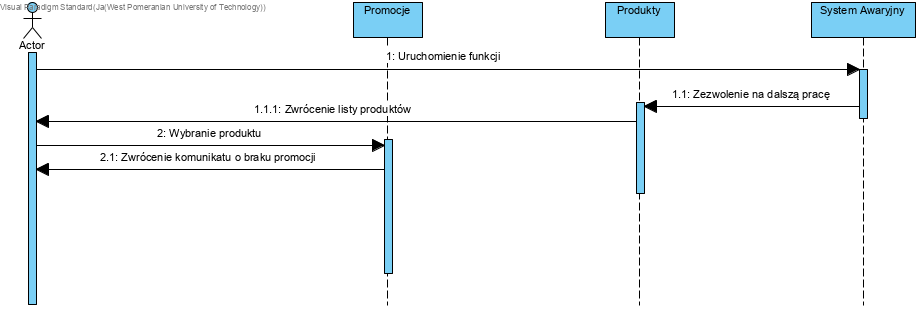 Visual Paradigm Standard(Ja(West Pomeranian University of Technology))
Promocje
Produkty
System Awaryjny
Actor
1: Uruchomienie funkcji
1.1: Zezwolenie na dalszą pracę
1.1.1: Zwrócenie listy produktów
2: Wybranie produktu
2.1: Zwrócenie komunikatu o braku promocji